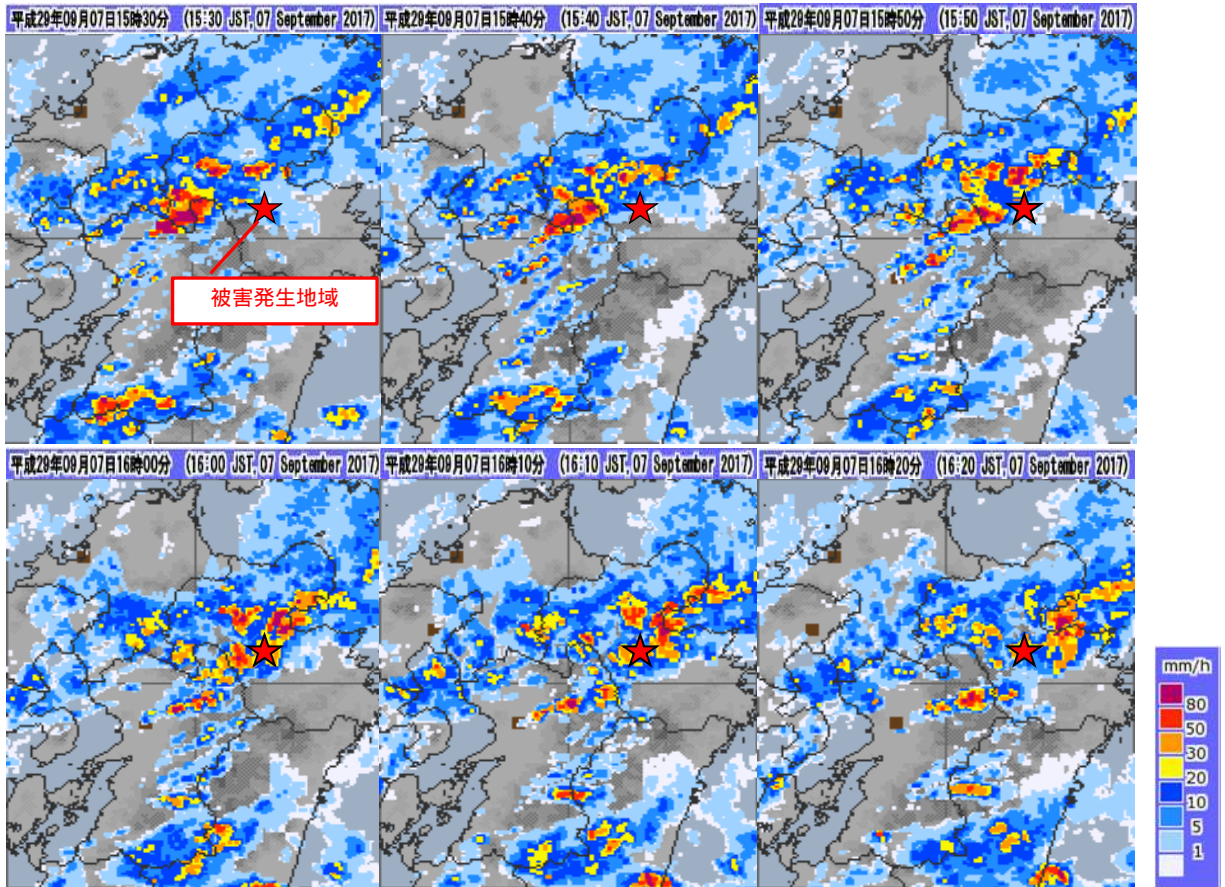 平成29年09月07日15時30分 (15:30 JST, 07 September 2017)
平成29年09月07日15時40分 (15:40 JST, 07 September 2017)
平成29年09月07日15時50分 (15:50 JST, 07 September 2017)
被害発生地域
平成29年09月07日16時00分 (16:00 JST, 07 September 2017)
平成29年09月07日16時10分 (16:10 JST, 07 September 2017)
平成29年09月07日16時20分 (16:20 JST, 07 September 2017)
mm/h
80
50
30
20
10
5
1